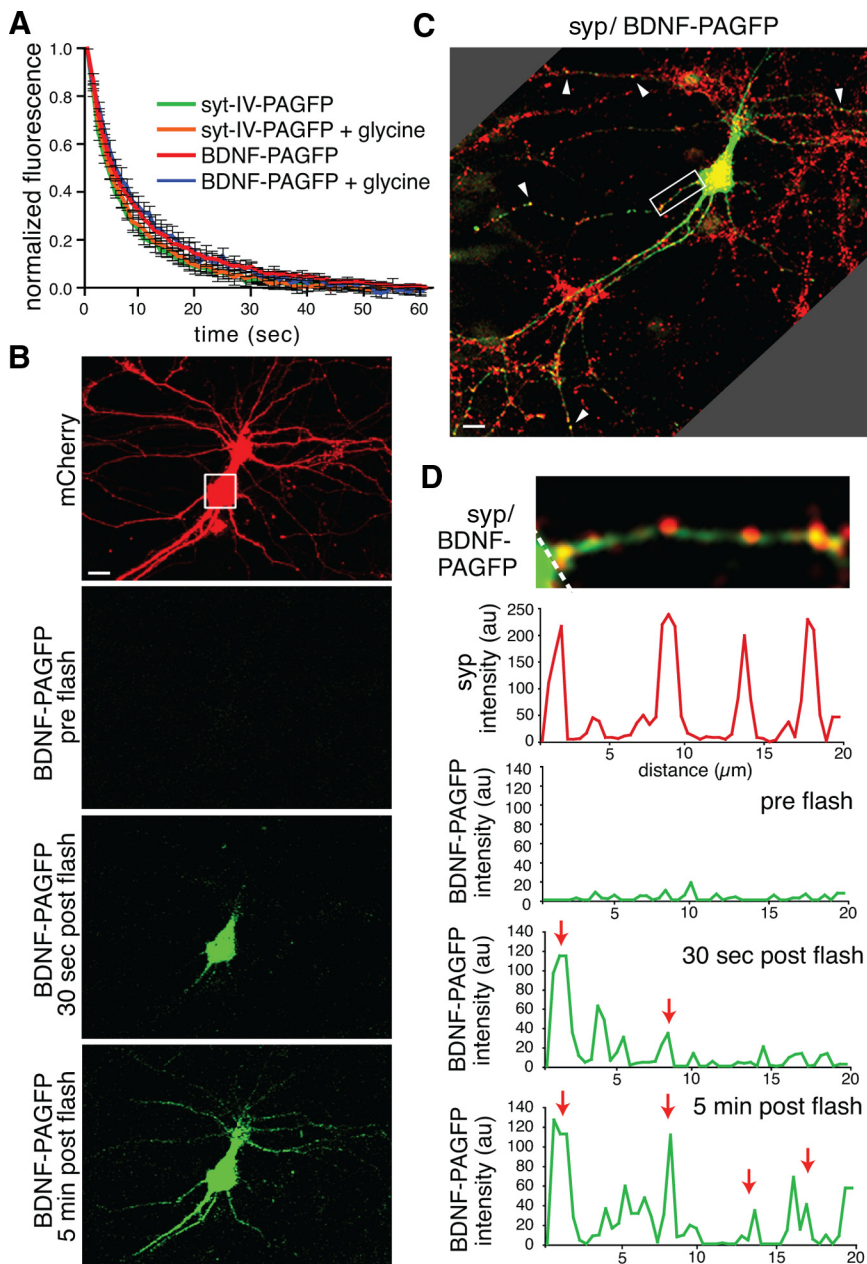 A
1.0
0.8
0.6
0.4
0.2
0.0
normalized fluorescence
0
10
20
30
40
50
60
time (sec)
syt-IV-PAGFP
syt-IV-PAGFP + glycine
BDNF-PAGFP
BDNF-PAGFP + glycine
B
mCherry
BDNF-PAGFP
pre flash
BDNF-PAGFP
30 sec post flash
BDNF-PAGFP
5 min post flash
C
syp/ BDNF-PAGFP
D
syp/
BDNF-
PAGFP
syp
intensity (au)
250
200
150
100
50
0
5
10
15
20
distance (µm)
BDNF-PAGFP
intensity (au)
140
120
100
80
60
40
20
0
5
10
15
20
pre flash
BDNF-PAGFP
intensity (au)
140
120
100
80
60
40
20
0
5
10
15
20
30 sec post flash
BDNF-PAGFP
intensity (au)
140
120
100
80
60
40
20
0
5
10
15
20
5 min post flash